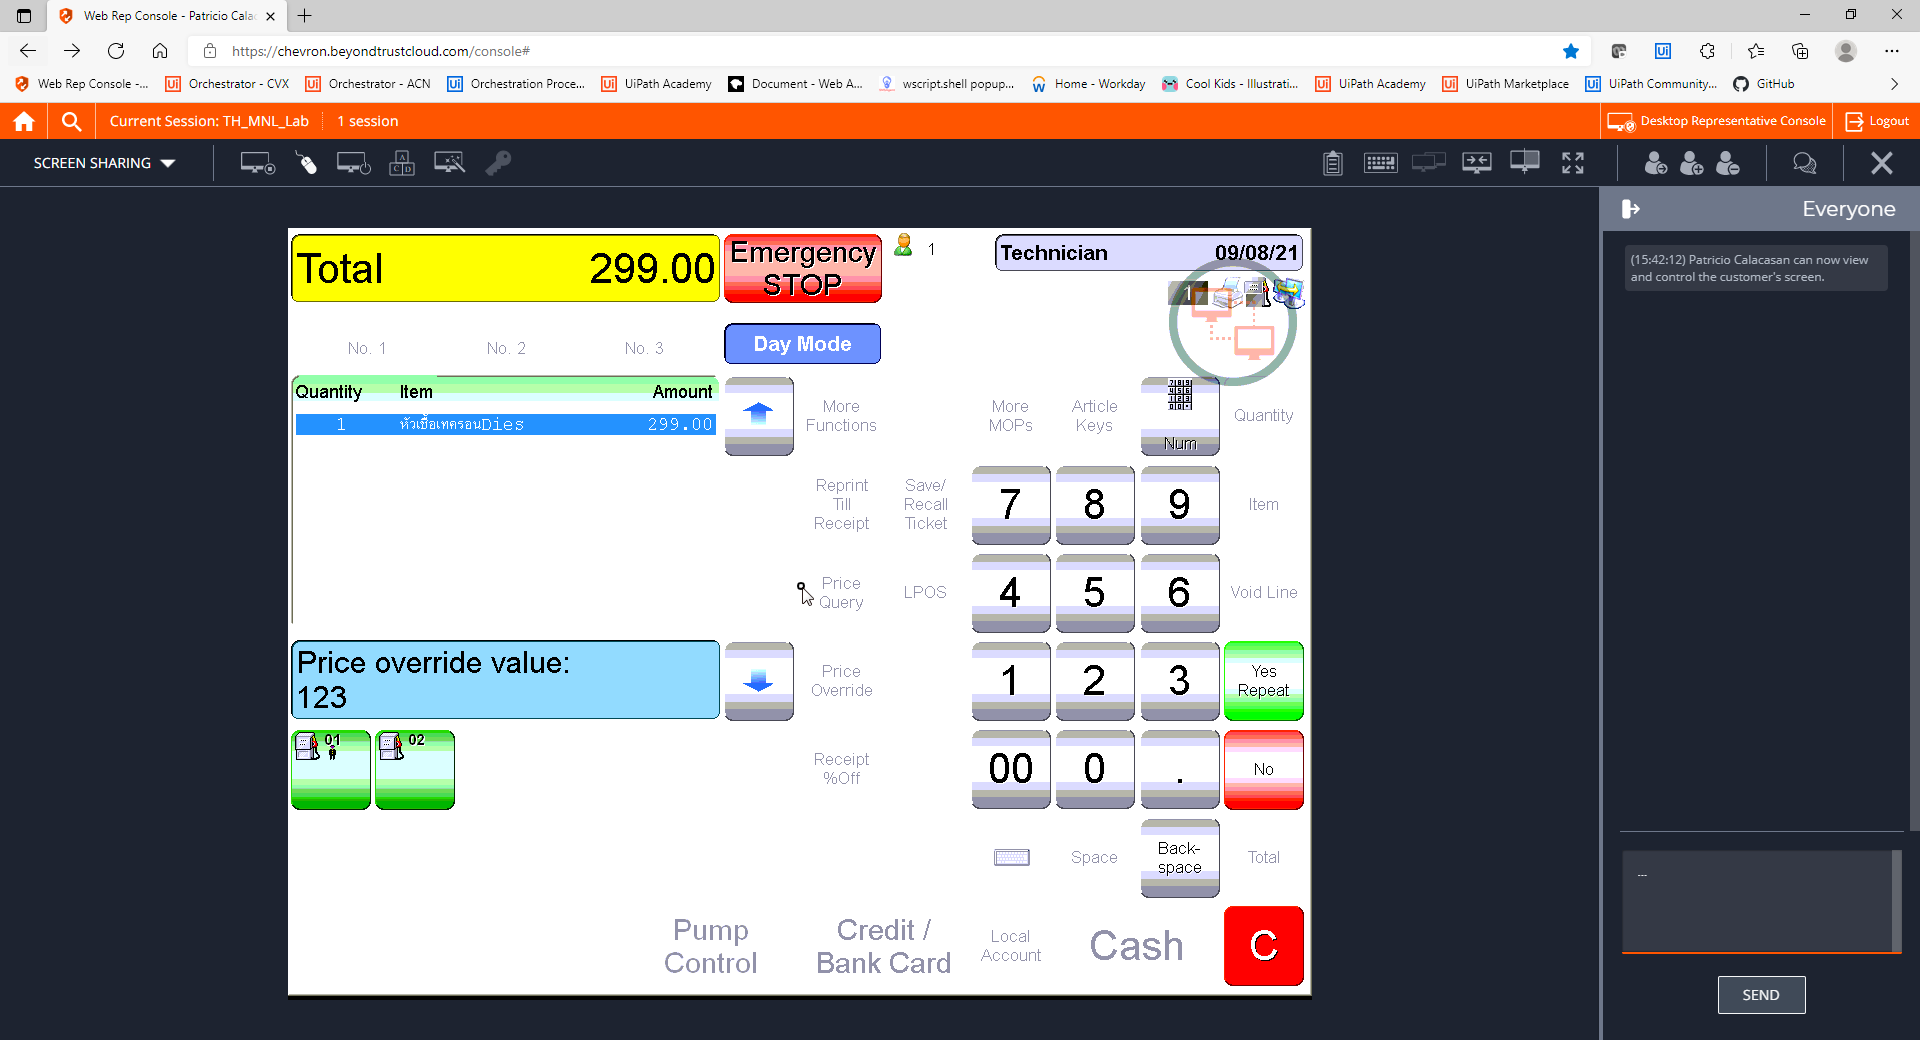 Web Rep Console - Patricio Cala
https://chevron.beyondtrustcloud.com/console#
Web Rep Console -...
Orchestrator - CVX
Orchestrator - ACN
Orchestration Proce...
UiPath Academy
Document - Web A...
wscript.shell popup...
Home - Workday
Cool Kids - Illustrati...
UiPath Academy
UiPath Marketplace
UiPath Community...
GitHub
Current Session: TH_MNL_Lab
1 session
Desktop Representative Console
Logout
SCREEN SHARING
Everyone
(15:42:12) Patricio Calacasan can now view
and control the customer's screen.
Total 299.00
Emergency
STOP
1
Technician 09/08/21
1
No. 1 No. 2 No. 3
Day Mode
Quantity Item Amount
1 หัวเชื้อเทครอนDies 299.00
More
Functions
More
MOPs
Article
Keys
Num
Quantity
Reprint
Till
Receipt
Save/
Recall
Ticket
7 8 9
Item
Price
Query
LPOS
4 5 6
Void Line
Price override value:
123
Price
Override
1 2 3
Yes
Repeat
01
02
Receipt
%Off
00 0 .
No
Space
Back-
space
Total
Pump
Control
Credit /
Bank Card
Local
Account
Cash
C
SEND